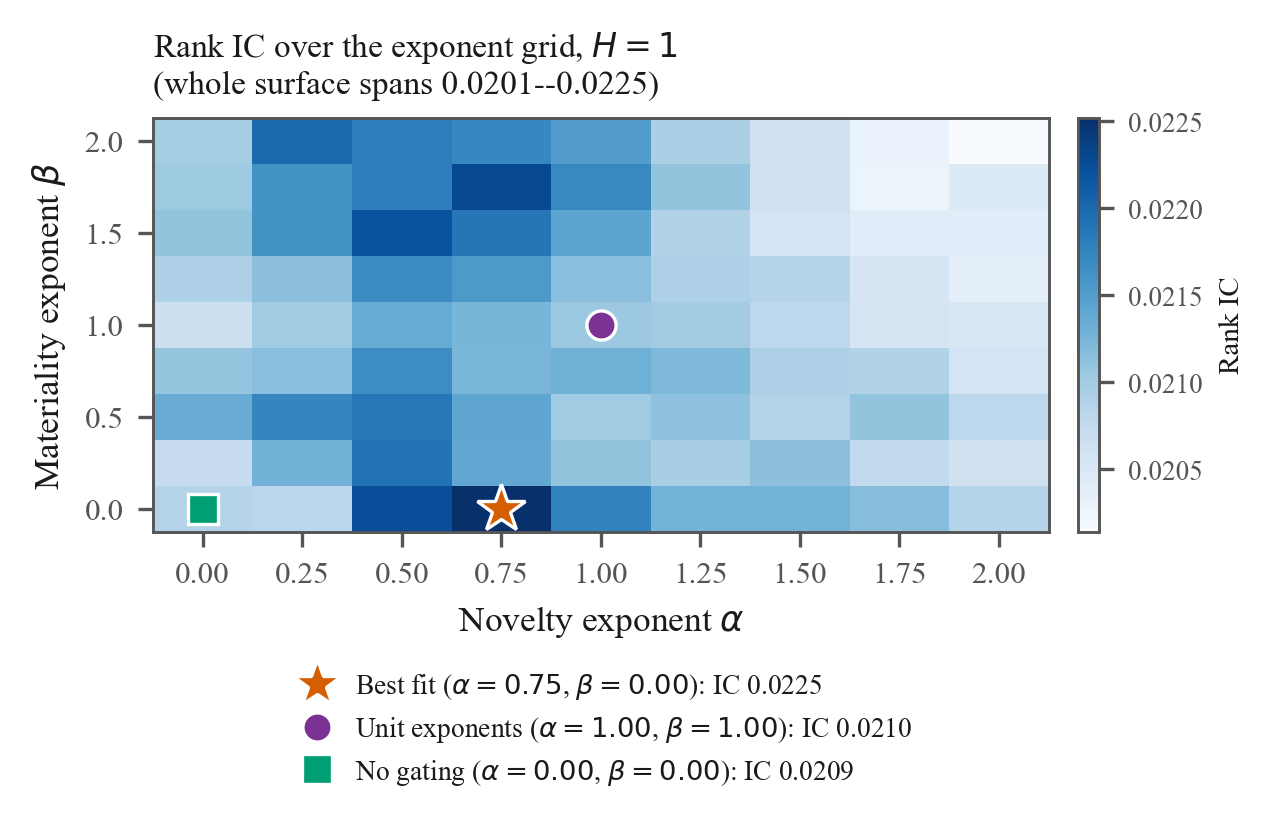 Rank IC over the exponent grid, H = 1
(whole surface spans 0.0201--0.0225)
Materiality exponent β
2.0
1.5
1.0
0.5
0.0
0.00 0.25 0.50 0.75 1.00 1.25 1.50 1.75 2.00
Novelty exponent α
0.0225
0.0220
0.0215
0.0210
0.0205
Rank IC
Best fit (α = 0.75, β = 0.00): IC 0.0225
Unit exponents (α = 1.00, β = 1.00): IC 0.0210
No gating (α = 0.00, β = 0.00): IC 0.0209